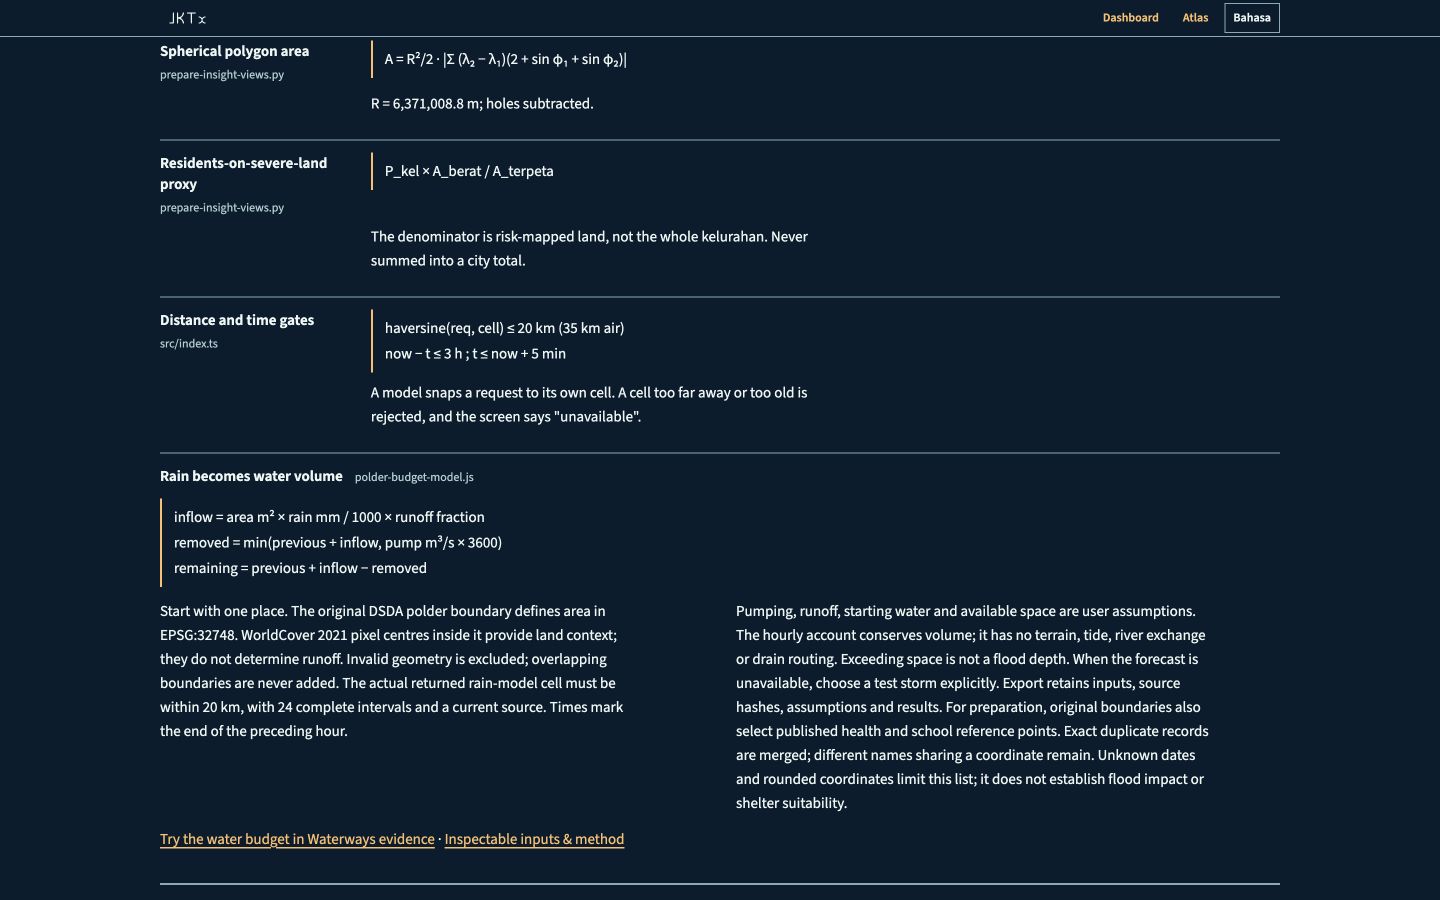 JKTx
Dashboard Atlas Bahasa
Spherical polygon area
prepare-insight-views.py
A = R²/2 · |Σ (λ₂ − λ₁)(2 + sin ϕ₁ + sin ϕ₂)|
R = 6,371,008.8 m; holes subtracted.
Residents-on-severe-land
proxy
prepare-insight-views.py
P_kel × A_berat / A_terpeta
The denominator is risk-mapped land, not the whole kelurahan. Never
summed into a city total.
Distance and time gates
src/index.ts
haversine(req, cell) ≤ 20 km (35 km air)
now − t ≤ 3 h ; t ≤ now + 5 min
A model snaps a request to its own cell. A cell too far away or too old is
rejected, and the screen says "unavailable".
Rain becomes water volume polder-budget-model.js
inflow = area m² × rain mm / 1000 × runoff fraction
removed = min(previous + inflow, pump m³/s × 3600)
remaining = previous + inflow − removed
Start with one place. The original DSDA polder boundary defines area in
EPSG:32748. WorldCover 2021 pixel centres inside it provide land context;
they do not determine runoff. Invalid geometry is excluded; overlapping
boundaries are never added. The actual returned rain-model cell must be
within 20 km, with 24 complete intervals and a current source. Times mark
the end of the preceding hour.
Pumping, runoff, starting water and available space are user assumptions.
The hourly account conserves volume; it has no terrain, tide, river exchange
or drain routing. Exceeding space is not a flood depth. When the forecast is
unavailable, choose a test storm explicitly. Export retains inputs, source
hashes, assumptions and results. For preparation, original boundaries also
select published health and school reference points. Exact duplicate records
are merged; different names sharing a coordinate remain. Unknown dates
and rounded coordinates limit this list; it does not establish flood impact or
shelter suitability.
Try the water budget in Waterways evidence · Inspectable inputs & method